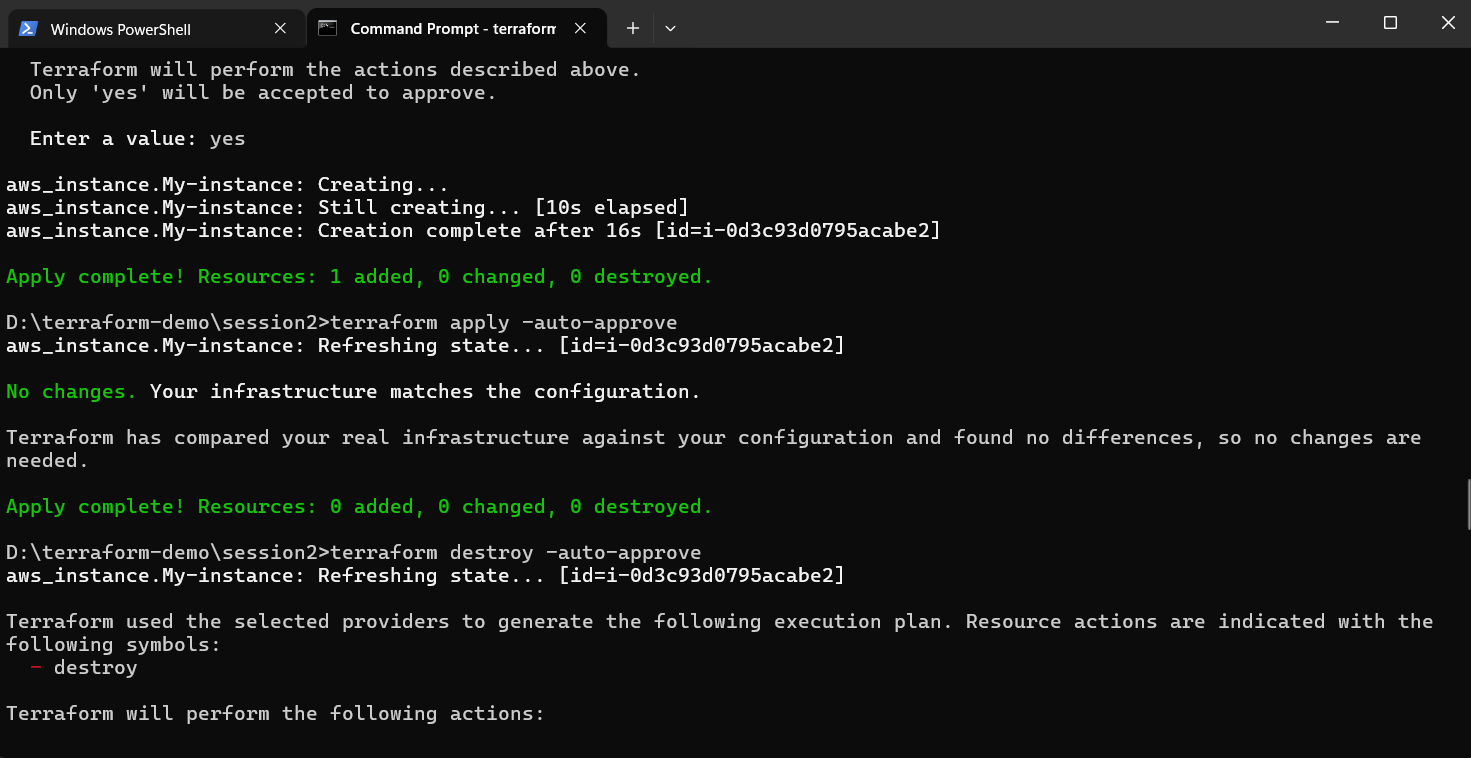 Windows PowerShell
Command Prompt - terraform
Terraform will perform the actions described above.
Only 'yes' will be accepted to approve.
Enter a value: yes
aws_instance.My-instance: Creating...
aws_instance.My-instance: Still creating... [10s elapsed]
aws_instance.My-instance: Creation complete after 16s [id=i-0d3c93d0795acabe2]
Apply complete! Resources: 1 added, 0 changed, 0 destroyed.
D:\terraform-demo\session2>terraform apply -auto-approve
aws_instance.My-instance: Refreshing state... [id=i-0d3c93d0795acabe2]
No changes. Your infrastructure matches the configuration.
Terraform has compared your real infrastructure against your configuration and found no differences, so no changes are
needed.
Apply complete! Resources: 0 added, 0 changed, 0 destroyed.
D:\terraform-demo\session2>terraform destroy -auto-approve
aws_instance.My-instance: Refreshing state... [id=i-0d3c93d0795acabe2]
Terraform used the selected providers to generate the following execution plan. Resource actions are indicated with the
following symbols:
- destroy
Terraform will perform the following actions: